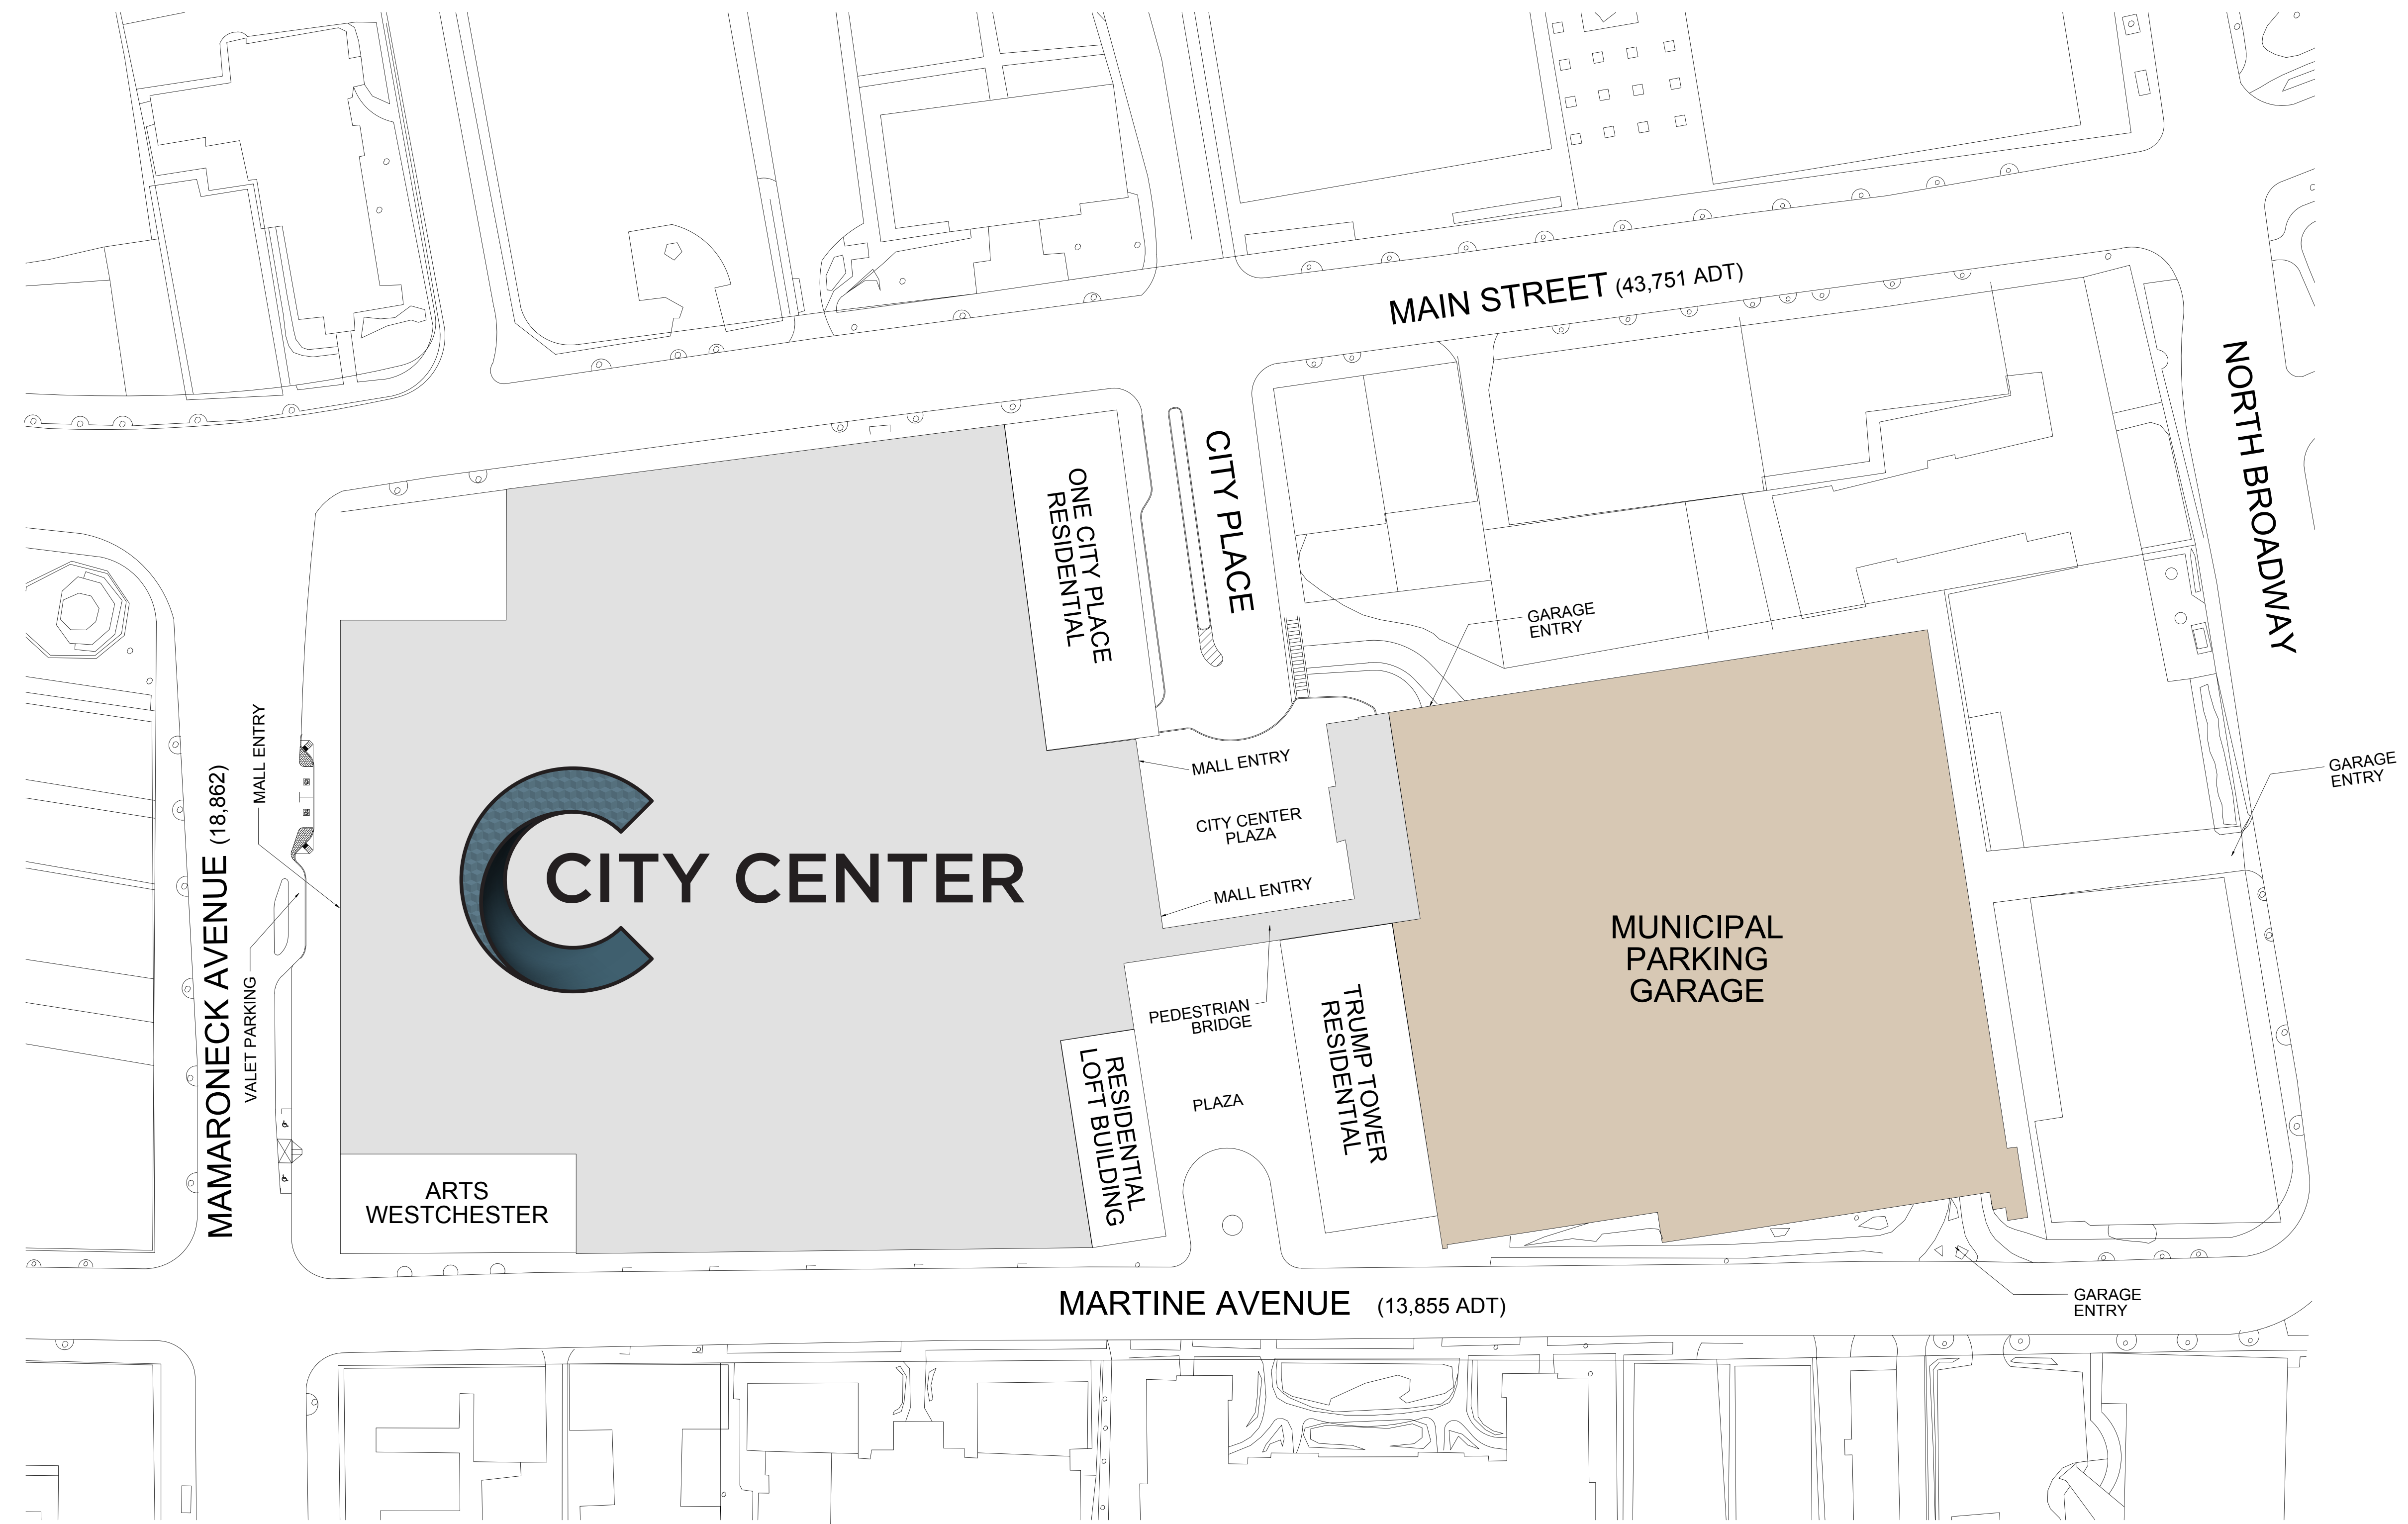 MAIN STREET (43,751 ADT)
NORTH BROADWAY
CITY PLACE
ONE CITY PLACE
RESIDENTIAL
GARAGE
ENTRY
MALL ENTRY
MAMARONECK AVENUE (18,862)
VALET PARKING
CITY CENTER
MALL ENTRY
CITY CENTER
PLAZA
MALL ENTRY
GARAGE
ENTRY
MUNICIPAL
PARKING
GARAGE
PEDESTRIAN
BRIDGE
PLAZA
TRUMP TOWER
RESIDENTIAL
RESIDENTIAL
LOFT BUILDING
ARTS
WESTCHESTER
GARAGE
ENTRY
MARTINE AVENUE (13,855 ADT)